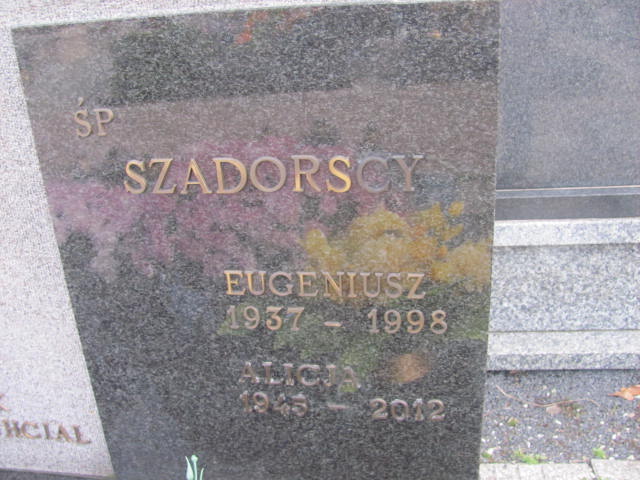 ŚP
SZADORSCY
EUGENIUSZ
1937 - 1998
ALICJA
1945 - 2012